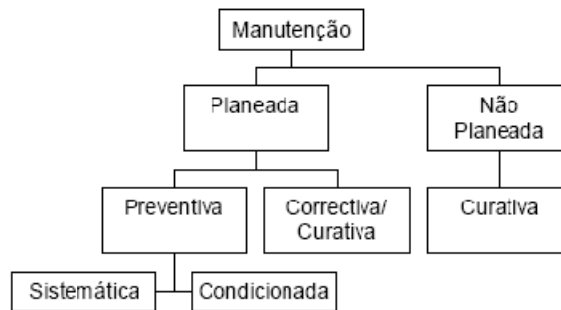 Manutenção
Planeada
Não
Planeada
Preventiva
Correctiva/
Curativa
Curativa
Sistemática
Condicionada